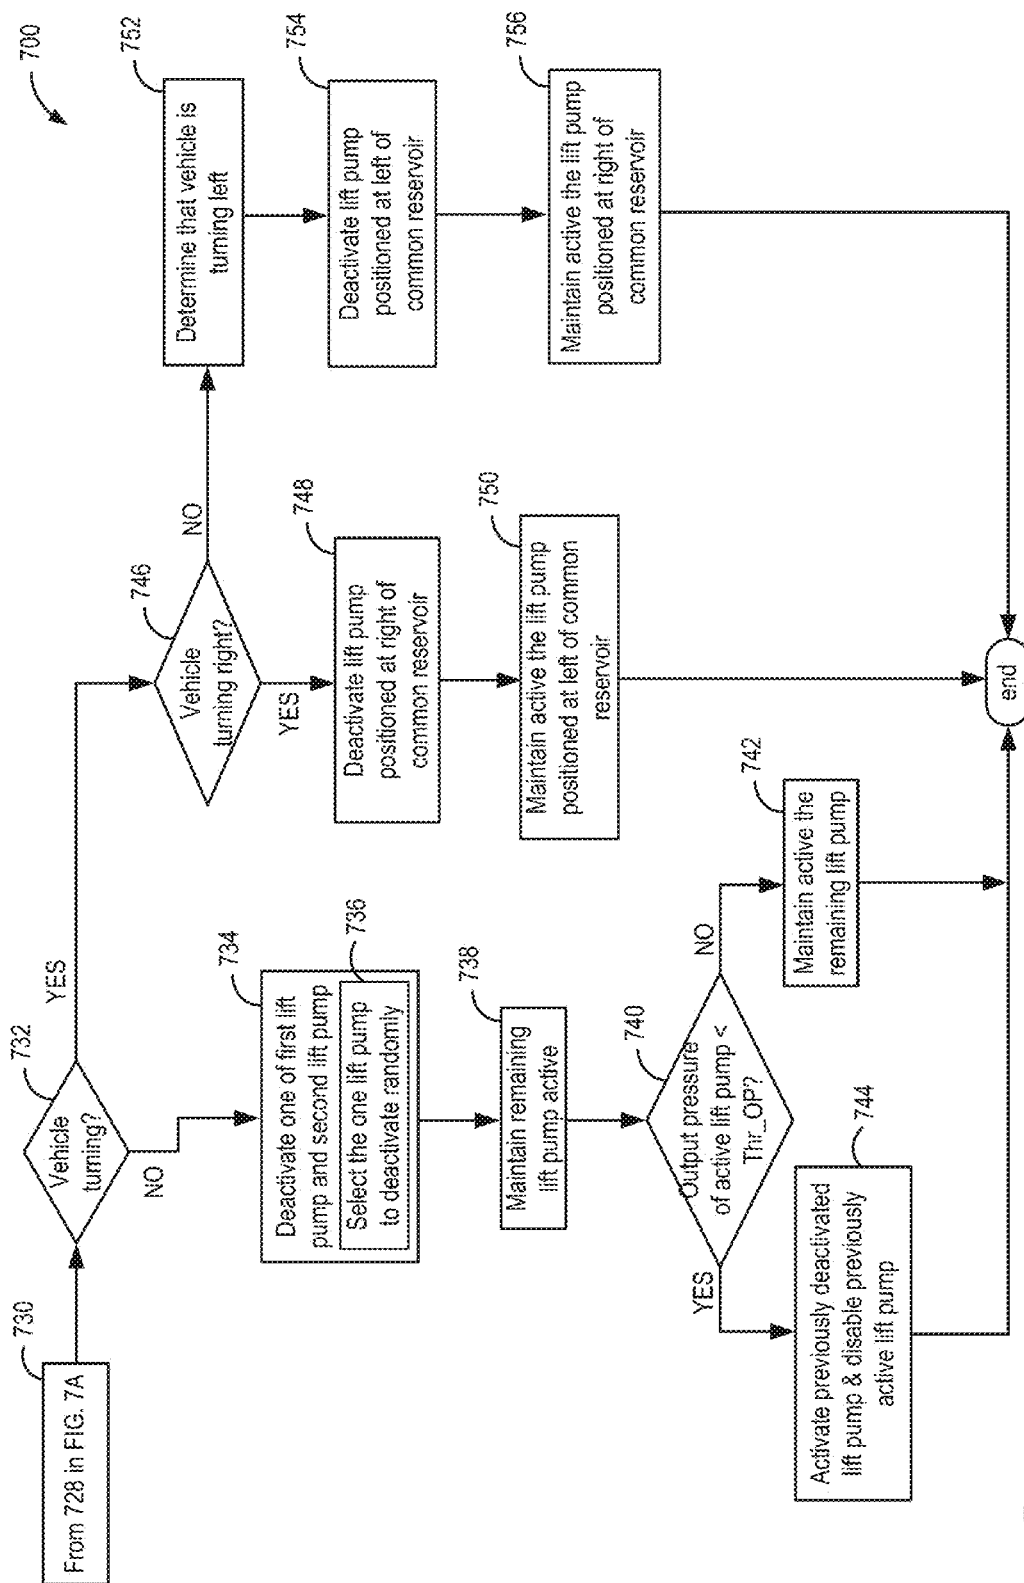 700
730
From 728 in FIG. 7A
732
Vehicle
turning?
YES
NO
734
Deactivate one of first lift
pump and second lift pump
736
Select the one lift pump
to deactivate randomly
738
Maintain remaining
lift pump active
740
Output pressure
of active lift pump <
Thr_OP?
YES
NO
744
Activate previously deactivated
lift pump & disable previously
active lift pump
742
Maintain active the
remaining lift pump
746
Vehicle
turning right?
YES
NO
748
Deactivate lift pump
positioned at right of
common reservoir
750
Maintain active the lift pump
positioned at left of common
reservoir
752
Determine that vehicle is
turning left
754
Deactivate lift pump
positioned at left of
common reservoir
756
Maintain active the lift pump
positioned at right of
common reservoir
end